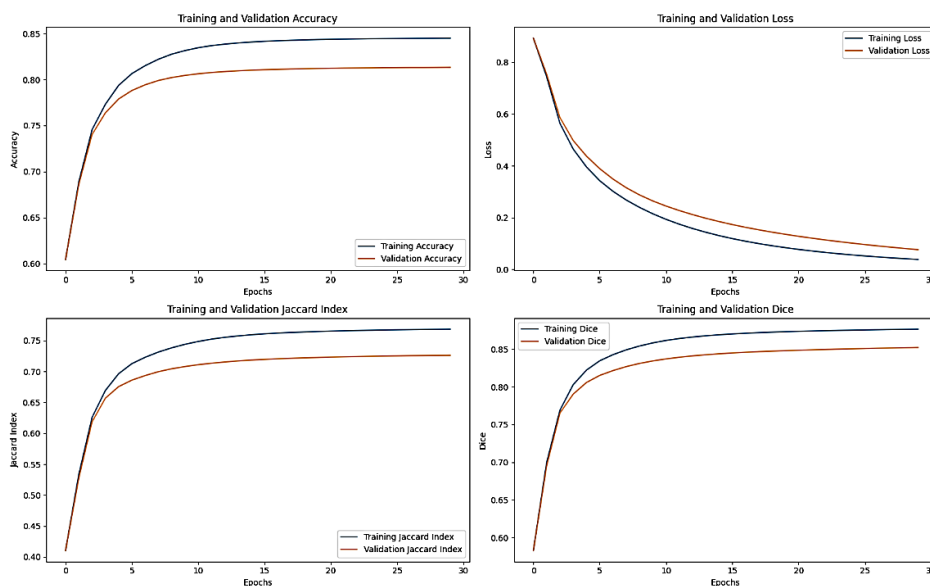 Training and Validation Accuracy
0.85
0.80
0.75
0.70
0.65
0.60
Accuracy
Training Accuracy
Validation Accuracy
0 5 10 15 20 25 30
Epochs
Training and Validation Loss
0.8
0.6
0.4
0.2
0.0
Loss
Training Loss
Validation Loss
0 5 10 15 20 25 30
Epochs
Training and Validation Jaccard Index
0.75
0.70
0.65
0.60
0.55
0.50
0.45
0.40
Jaccard Index
Training Jaccard Index
Validation Jaccard Index
0 5 10 15 20 25 30
Epochs
Training and Validation Dice
Training Dice
Validation Dice
0.85
0.80
0.75
0.70
0.65
0.60
Dice
0 5 10 15 20 25 30
Epochs